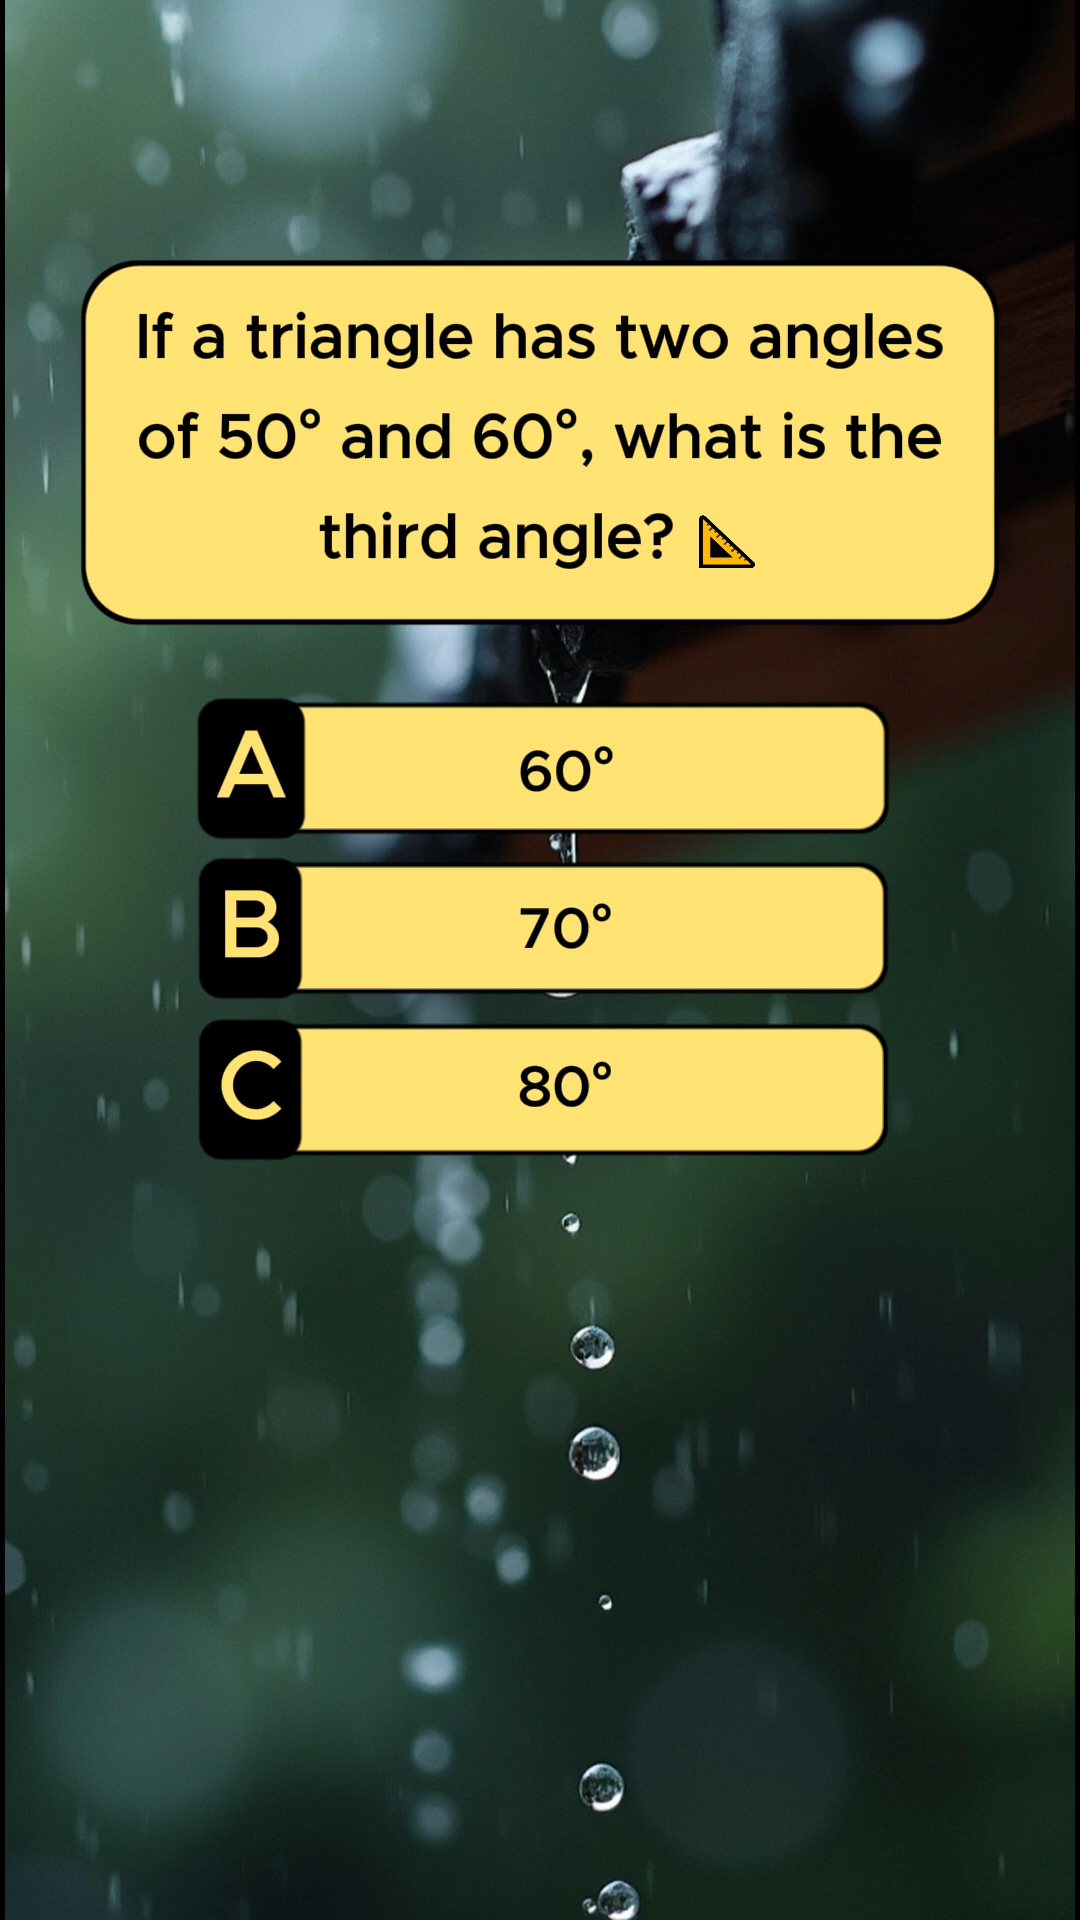 If a triangle has two angles
of 50° and 60°, what is the
third angle? 📐
A 60°
B 70°
C 80°